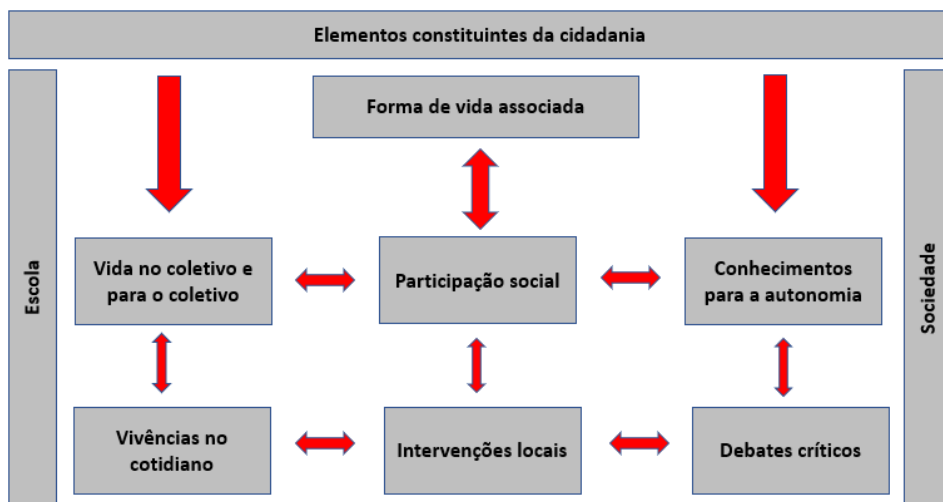 Elementos constituintes da cidadania
Escola
Forma de vida associada
Sociedade
Vida no coletivo e
para o coletivo
Participação social
Conhecimentos
para a autonomia
Vivências no
cotidiano
Intervenções locais
Debates críticos